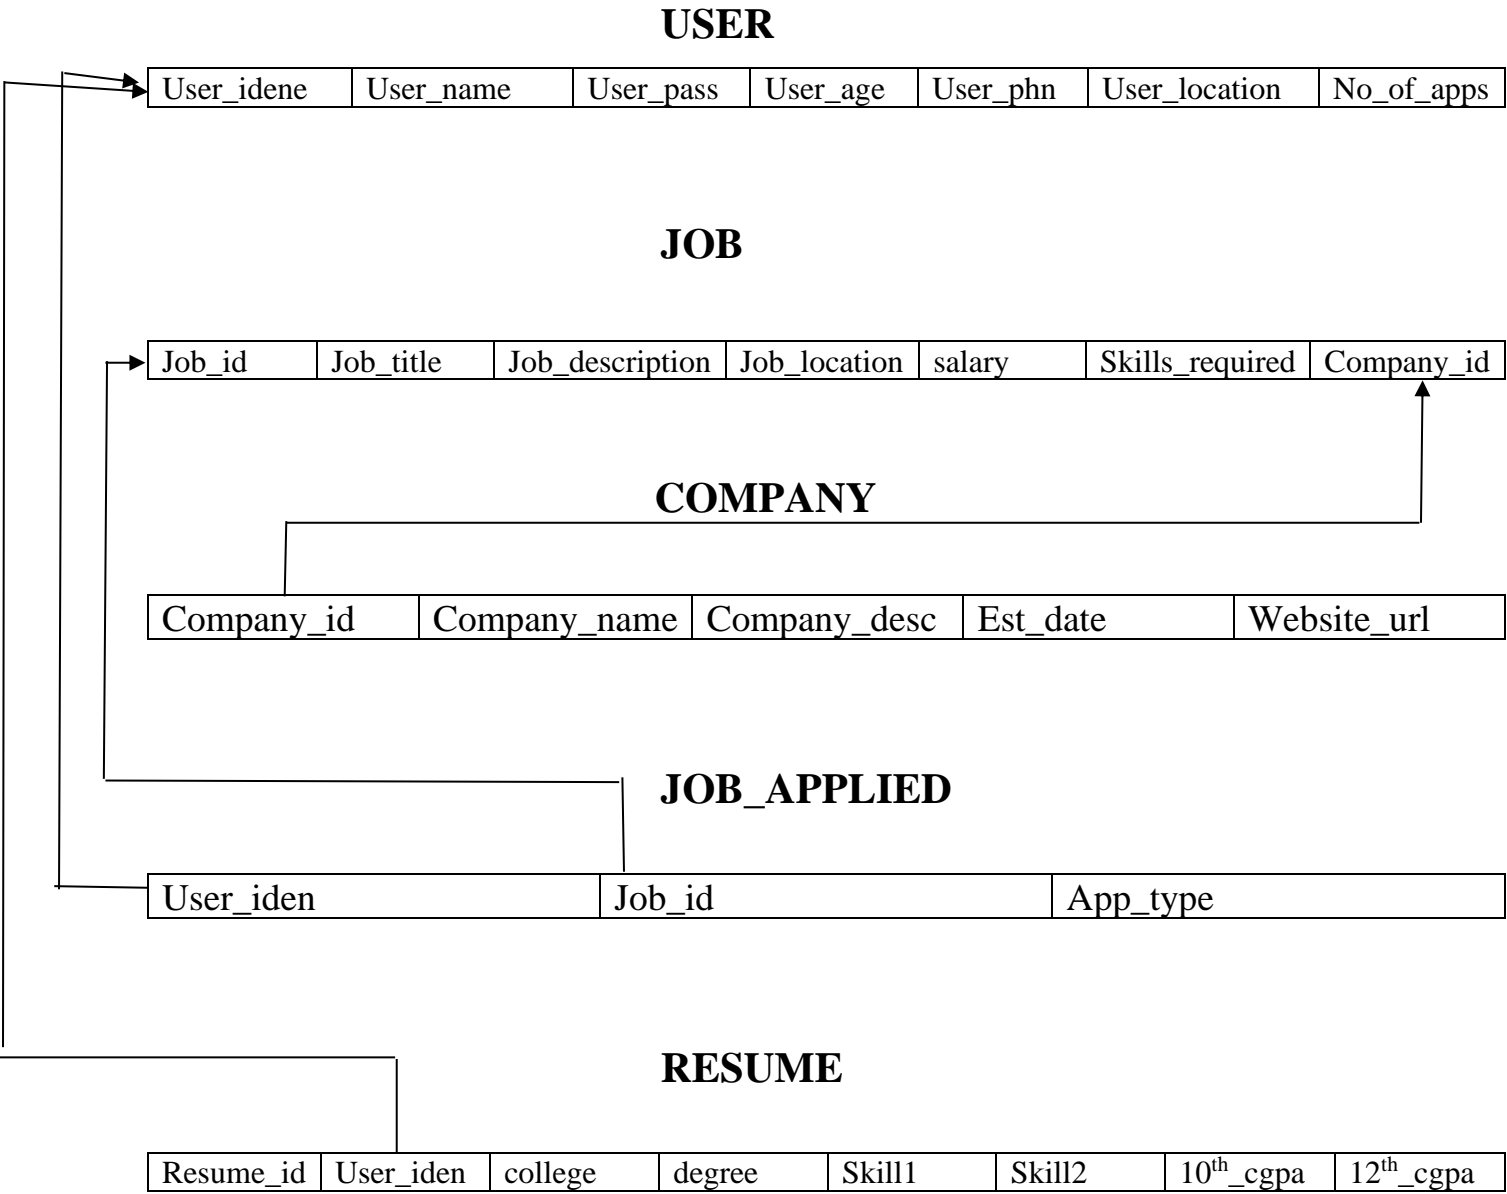 USER
User_idene User_name User_pass User_age User_phn User_location No_of_apps
JOB
Job_id Job_title Job_description Job_location salary Skills_required Company_id
COMPANY
Company_id Company_name Company_desc Est_date Website_url
JOB_APPLIED
User_iden Job_id App_type
RESUME
Resume_id User_iden college degree Skill1 Skill2 10th_cgpa 12th_cgpa